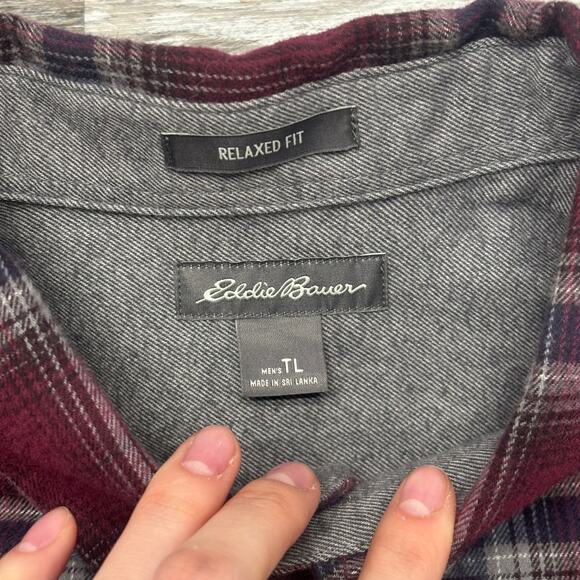 RELAXED FIT
Eddie Bauer
MEN'S TL
MADE IN SRI LANKA